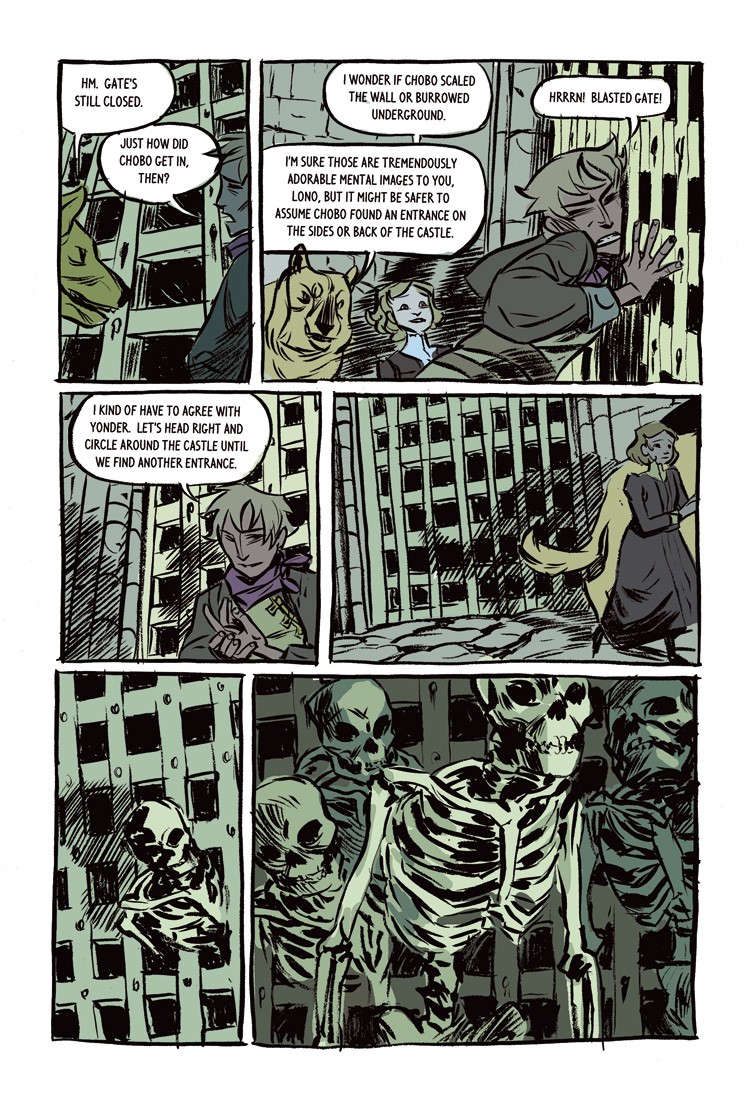 HM. GATE'S
STILL CLOSED.
JUST HOW DID
CHOBO GET IN,
THEN?
I WONDER IF CHOBO SCALED
THE WALL OR BURROWED
UNDERGROUND.
I'M SURE THOSE ARE TREMENDOUSLY
ADORABLE MENTAL IMAGES TO YOU,
LONO, BUT IT MIGHT BE SAFER TO
ASSUME CHOBO FOUND AN ENTRANCE ON
THE SIDES OR BACK OF THE CASTLE.
HRRRN! BLASTED GATE!
I KIND OF HAVE TO AGREE WITH
YONDER. LET'S HEAD RIGHT AND
CIRCLE AROUND THE CASTLE UNTIL
WE FIND ANOTHER ENTRANCE.